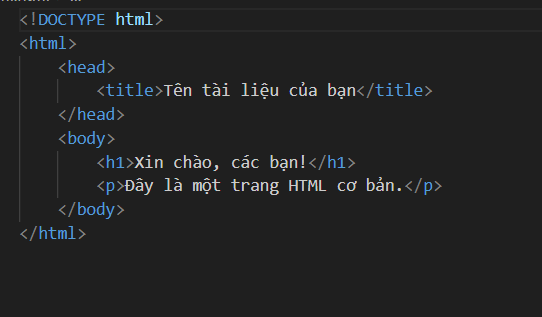 <!DOCTYPE html>
<html>
<head>
<title>Tên tài liệu của bạn</title>
</head>
<body>
<h1>Xin chào, các bạn!</h1>
<p>Đây là một trang HTML cơ bản.</p>
</body>
</html>